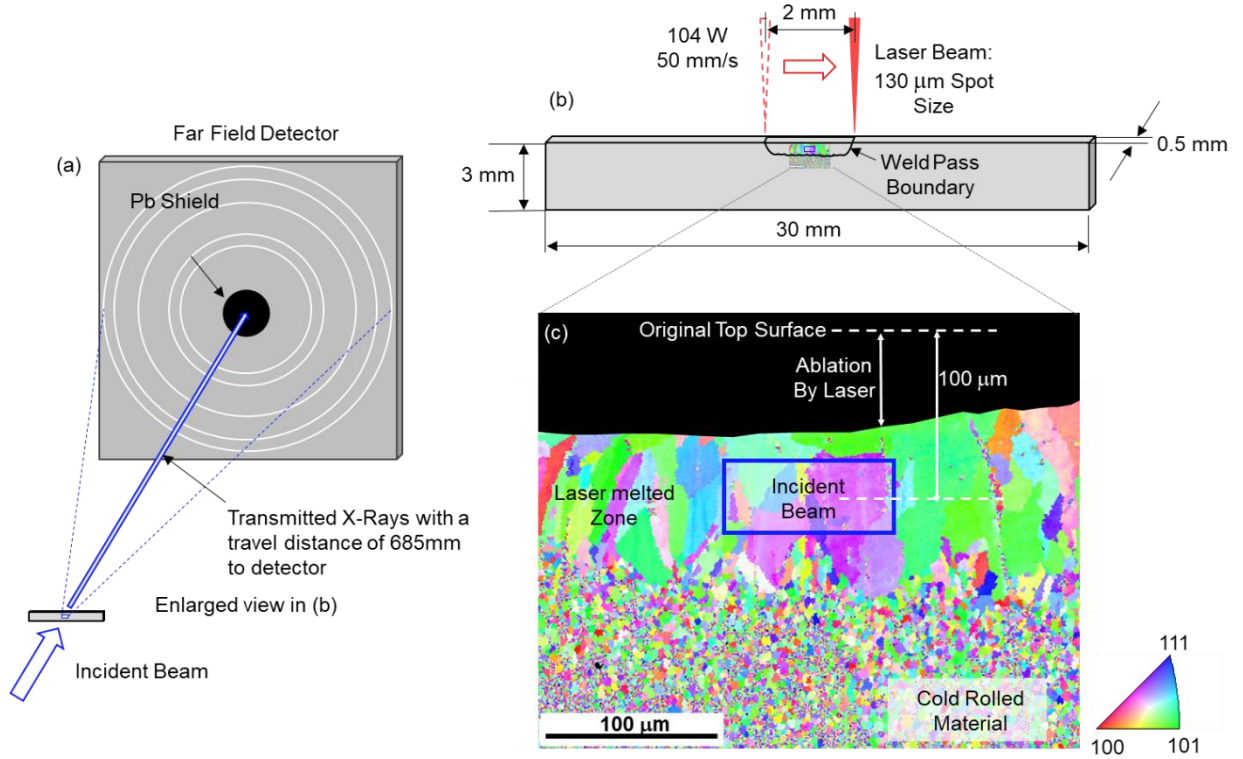 (a)
Far Field Detector
Pb Shield
Transmitted X-Rays with a
travel distance of 685mm
to detector
Enlarged view in (b)
Incident Beam
(b)
104 W
50 mm/s
2 mm
Laser Beam:
130 μm Spot
Size
0.5 mm
3 mm
Weld Pass
Boundary
30 mm
(c)
Original Top Surface
Ablation
By Laser
100 μm
Laser melted
Zone
Incident
Beam
Cold Rolled
Material
100 μm
111
100
101